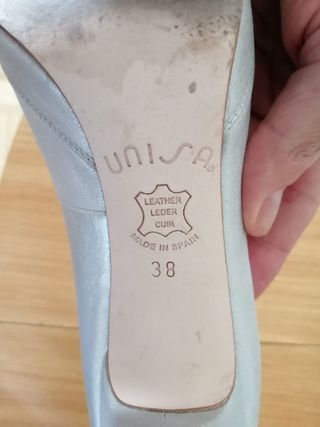 UNISA®
LEATHER
LEDER
CUIR
MADE IN SPAIN
38